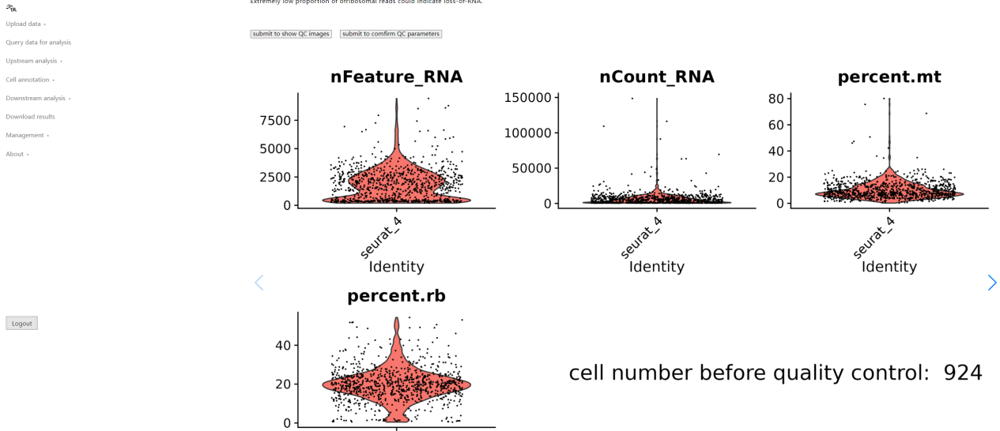 Extremely low proportion of ofribosomal reads could indicate loss-of-RNA.
Upload data
Query data for analysis
Upstream analysis
Cell annotation
Downstream analysis
Download results
Management
About
Logout
submit to show QC images submit to comfirm QC parameters
nFeature_RNA
7500
5000
2500
0
seurat_4
Identity
nCount_RNA
150000
100000
50000
0
seurat_4
Identity
percent.mt
80
60
40
20
0
seurat_4
Identity
percent.rb
40
20
0
cell number before quality control: 924